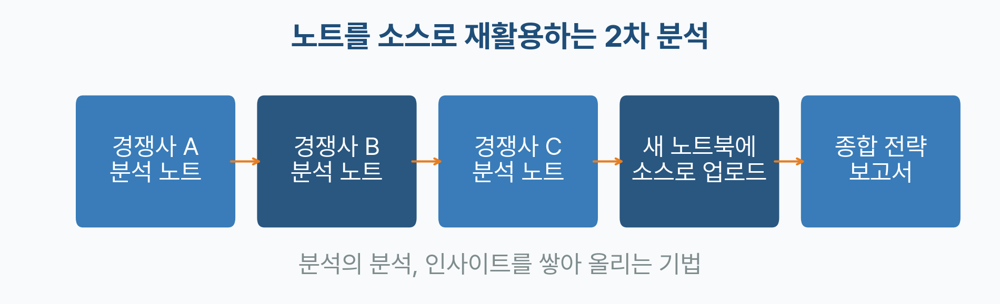 노트를 소스로 재활용하는 2차 분석
경쟁사 A
분석 노트
경쟁사 B
분석 노트
경쟁사 C
분석 노트
새 노트북에
소스로 업로드
종합 전략
보고서
분석의 분석, 인사이트를 쌓아 올리는 기법